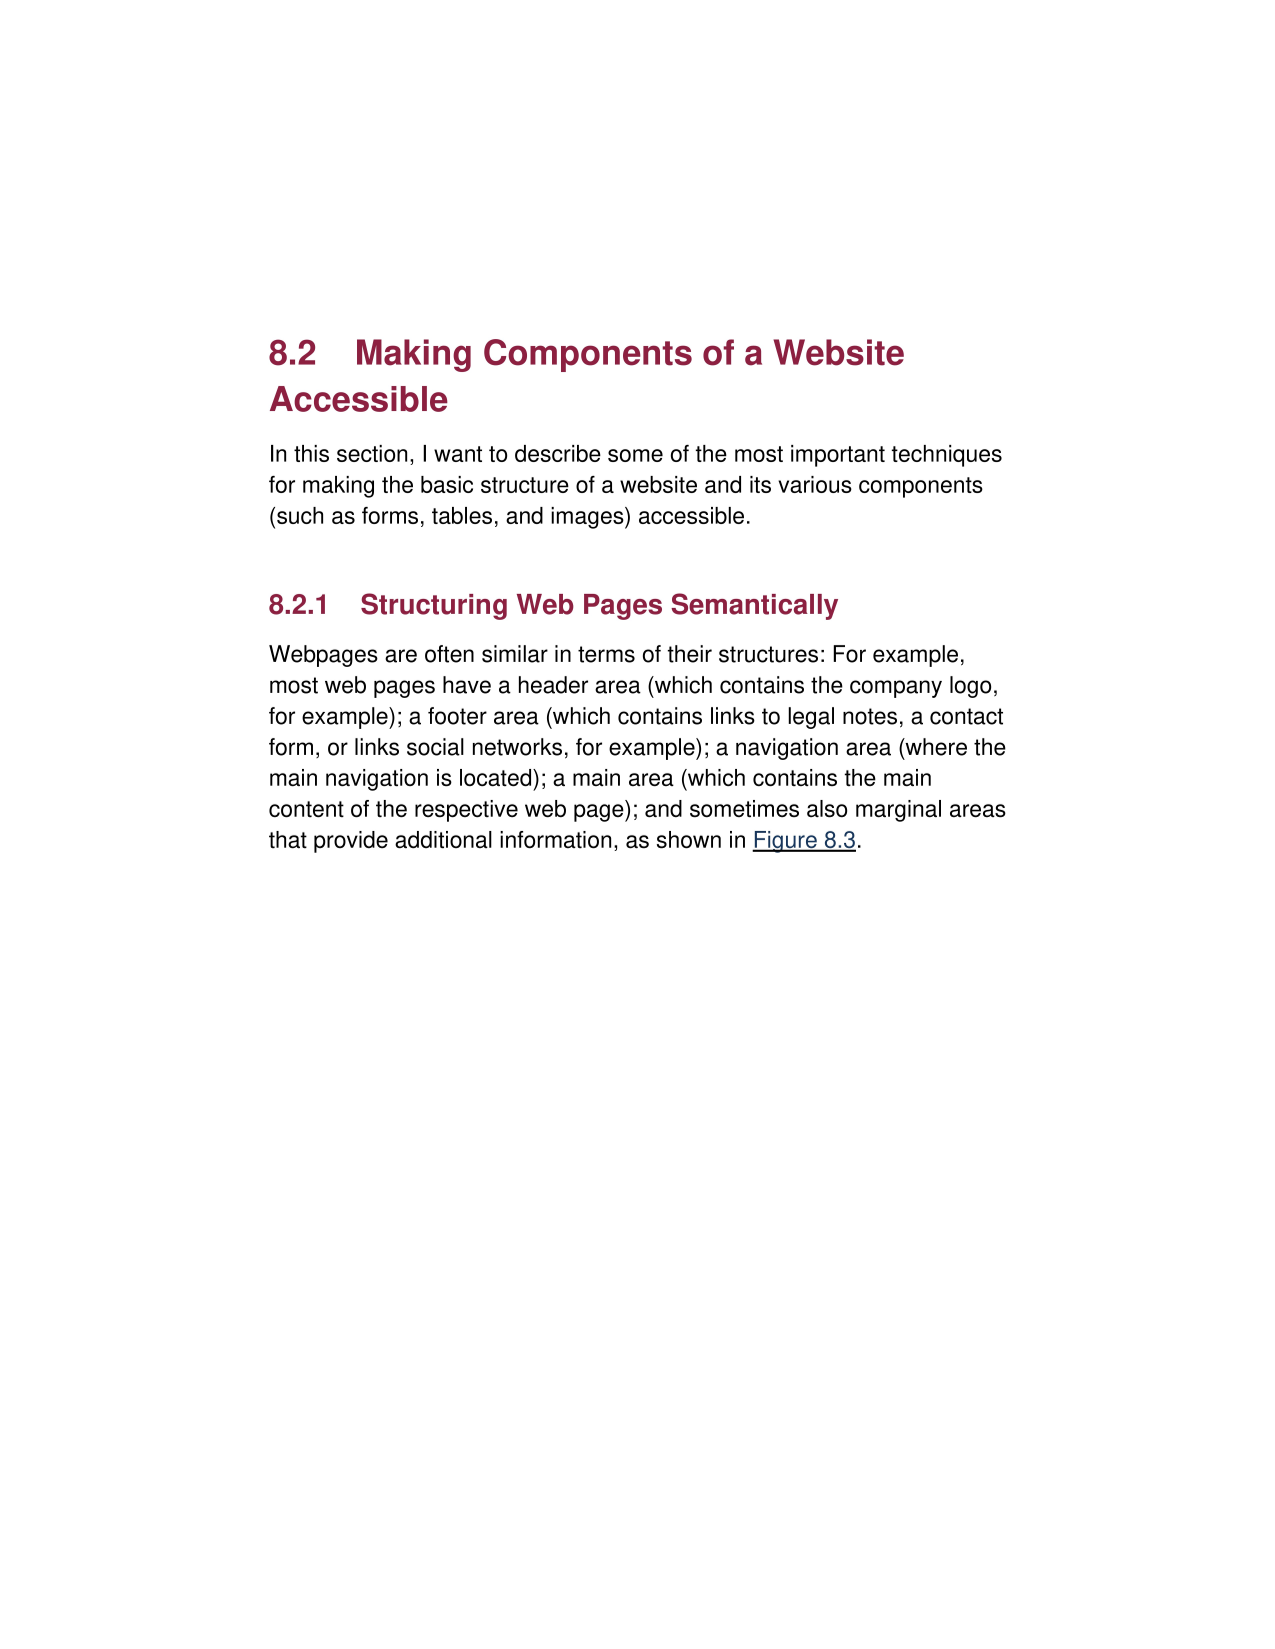 8.2 Making Components of a Website
Accessible
In this section, I want to describe some of the most important techniques
for making the basic structure of a website and its various components
(such as forms, tables, and images) accessible.
8.2.1 Structuring Web Pages Semantically
Webpages are often similar in terms of their structures: For example,
most web pages have a header area (which contains the company logo,
for example); a footer area (which contains links to legal notes, a contact
form, or links social networks, for example); a navigation area (where the
main navigation is located); a main area (which contains the main
content of the respective web page); and sometimes also marginal areas
that provide additional information, as shown in Figure 8.3.